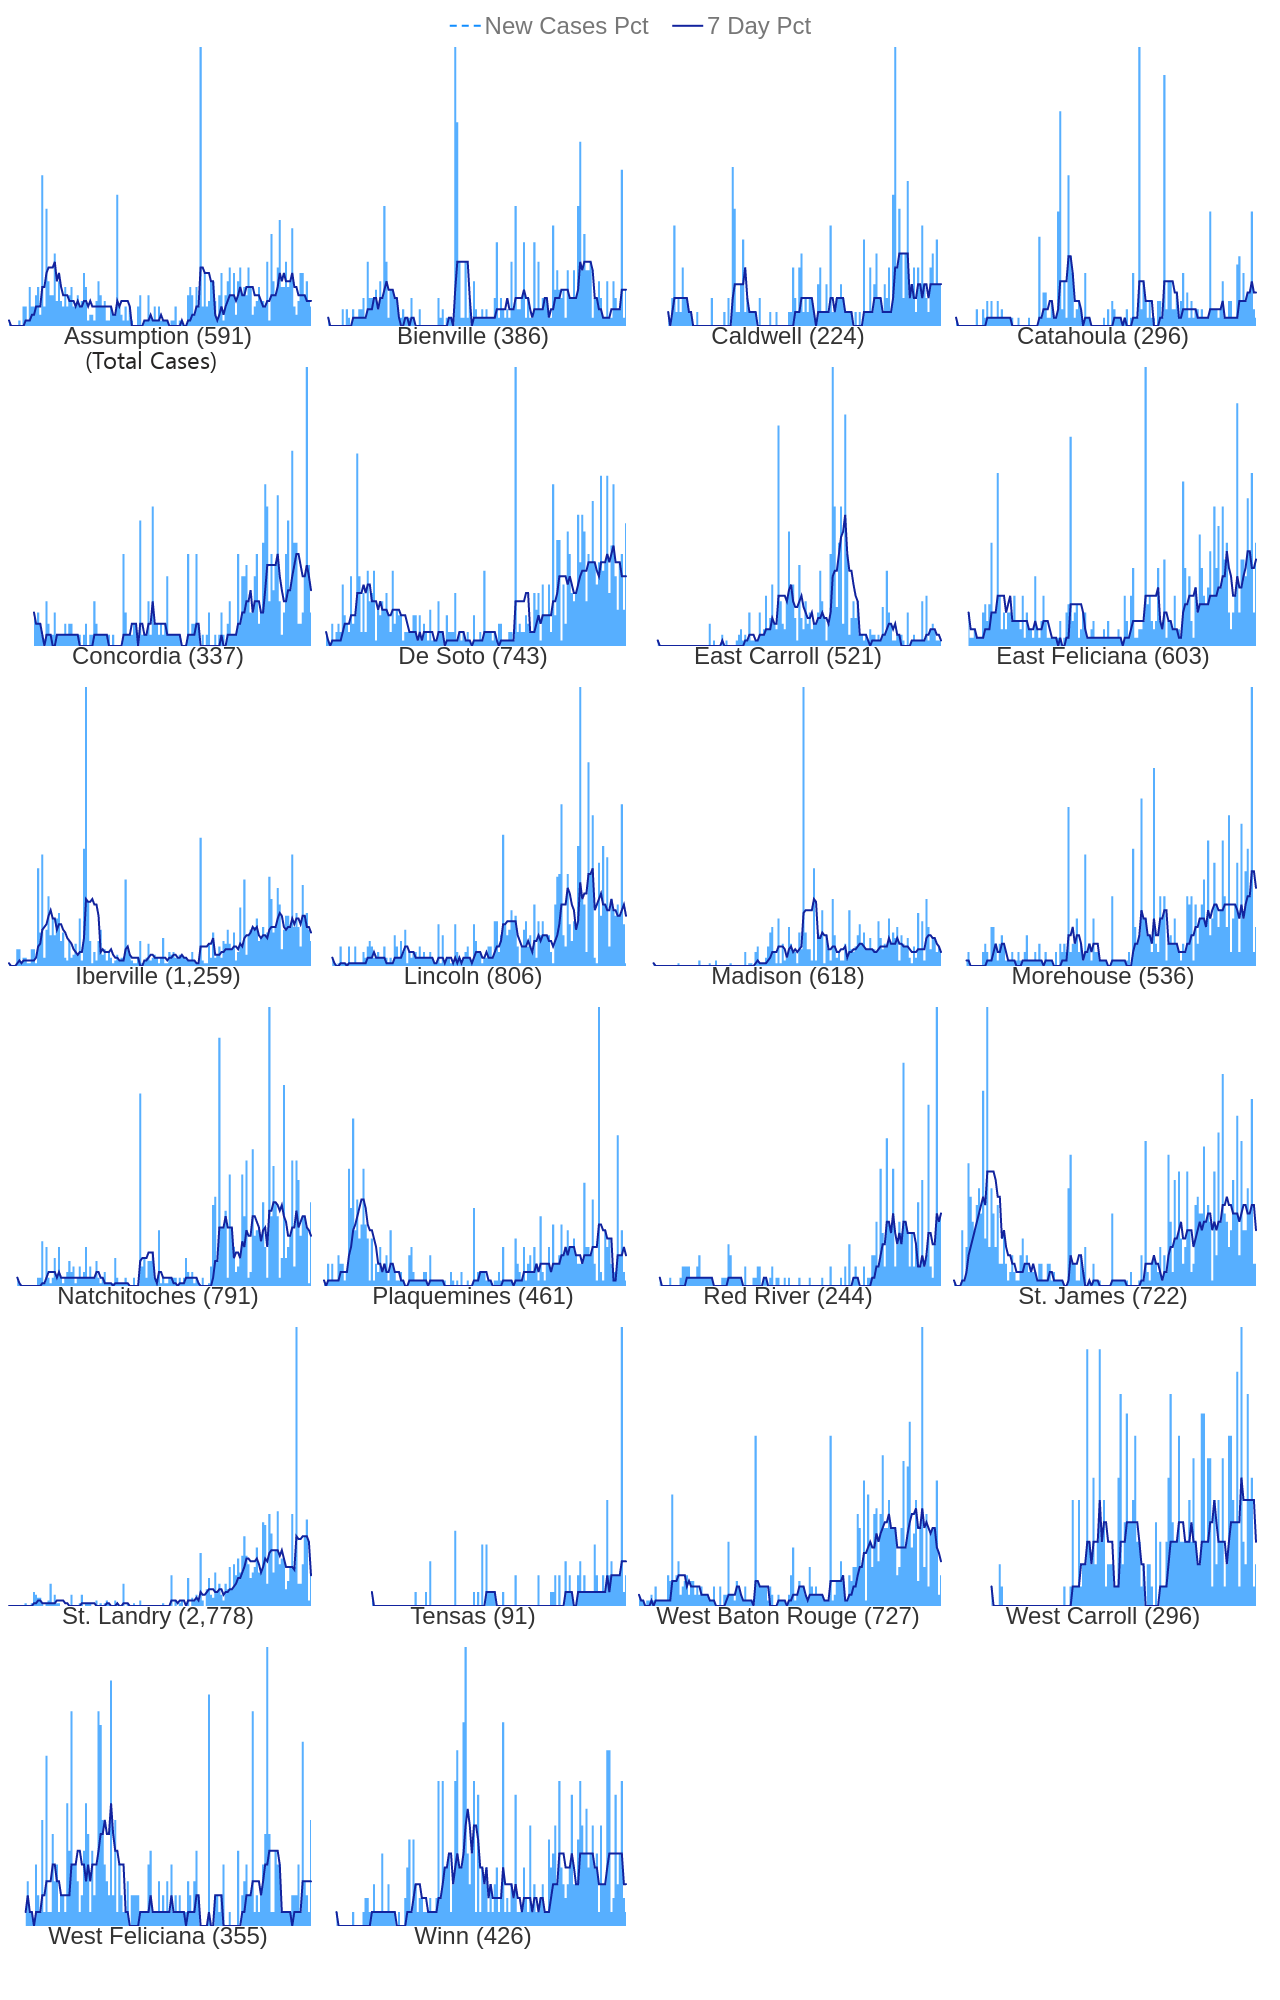 New Cases Pct 7 Day Pct
Assumption (591) Bienville (386) Caldwell (224) Catahoula (296)
(Total Cases)
Concordia (337) De Soto (743) East Carroll (521) East Feliciana (603)
Iberville (1,259) Lincoln (806) Madison (618) Morehouse (536)
Natchitoches (791) Plaquemines (461) Red River (244) St. James (722)
St. Landry (2,778) Tensas (91) West Baton Rouge (727) West Carroll (296)
West Feliciana (355) Winn (426)